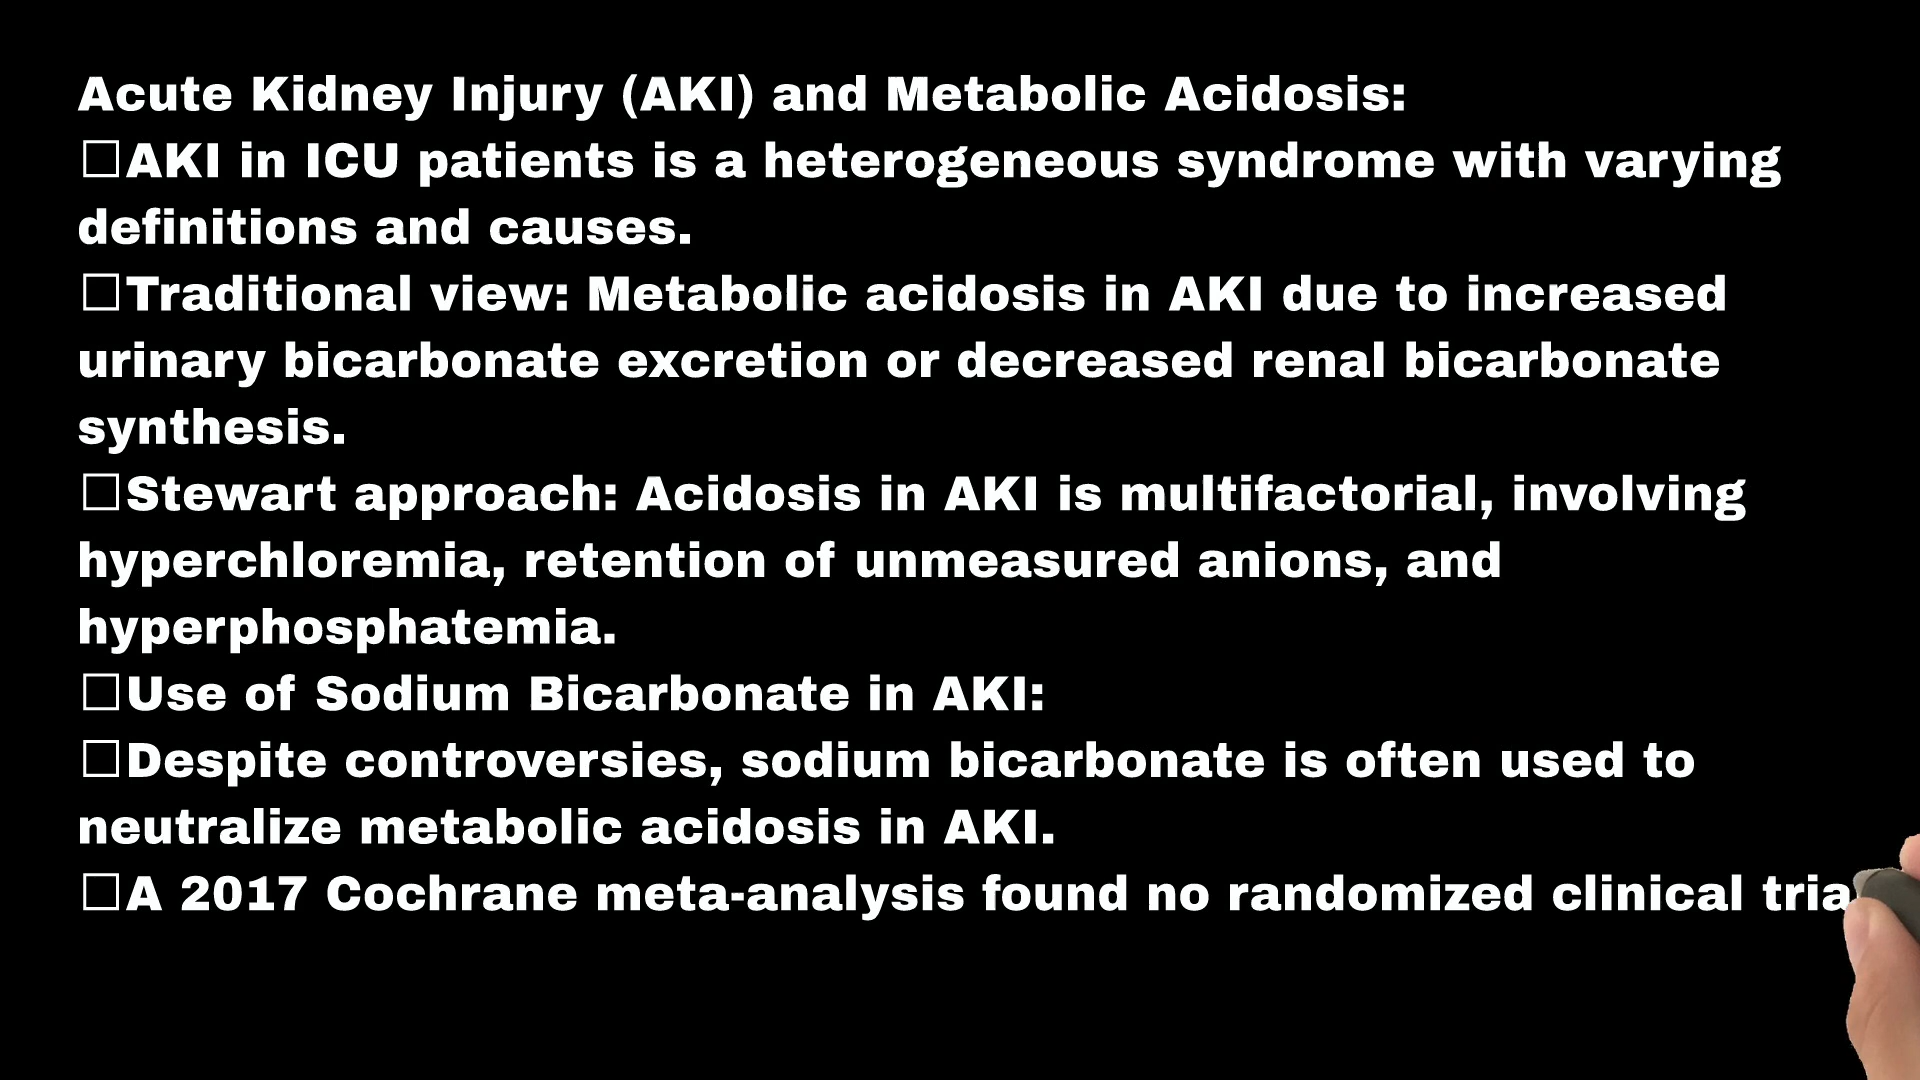 Acute Kidney Injury (AKI) and Metabolic Acidosis:
☐AKI in ICU patients is a heterogeneous syndrome with varying
definitions and causes.
☐Traditional view: Metabolic acidosis in AKI due to increased
urinary bicarbonate excretion or decreased renal bicarbonate
synthesis.
☐Stewart approach: Acidosis in AKI is multifactorial, involving
hyperchloremia, retention of unmeasured anions, and
hyperphosphatemia.
☐Use of Sodium Bicarbonate in AKI:
☐Despite controversies, sodium bicarbonate is often used to
neutralize metabolic acidosis in AKI.
☐A 2017 Cochrane meta-analysis found no randomized clinical tria